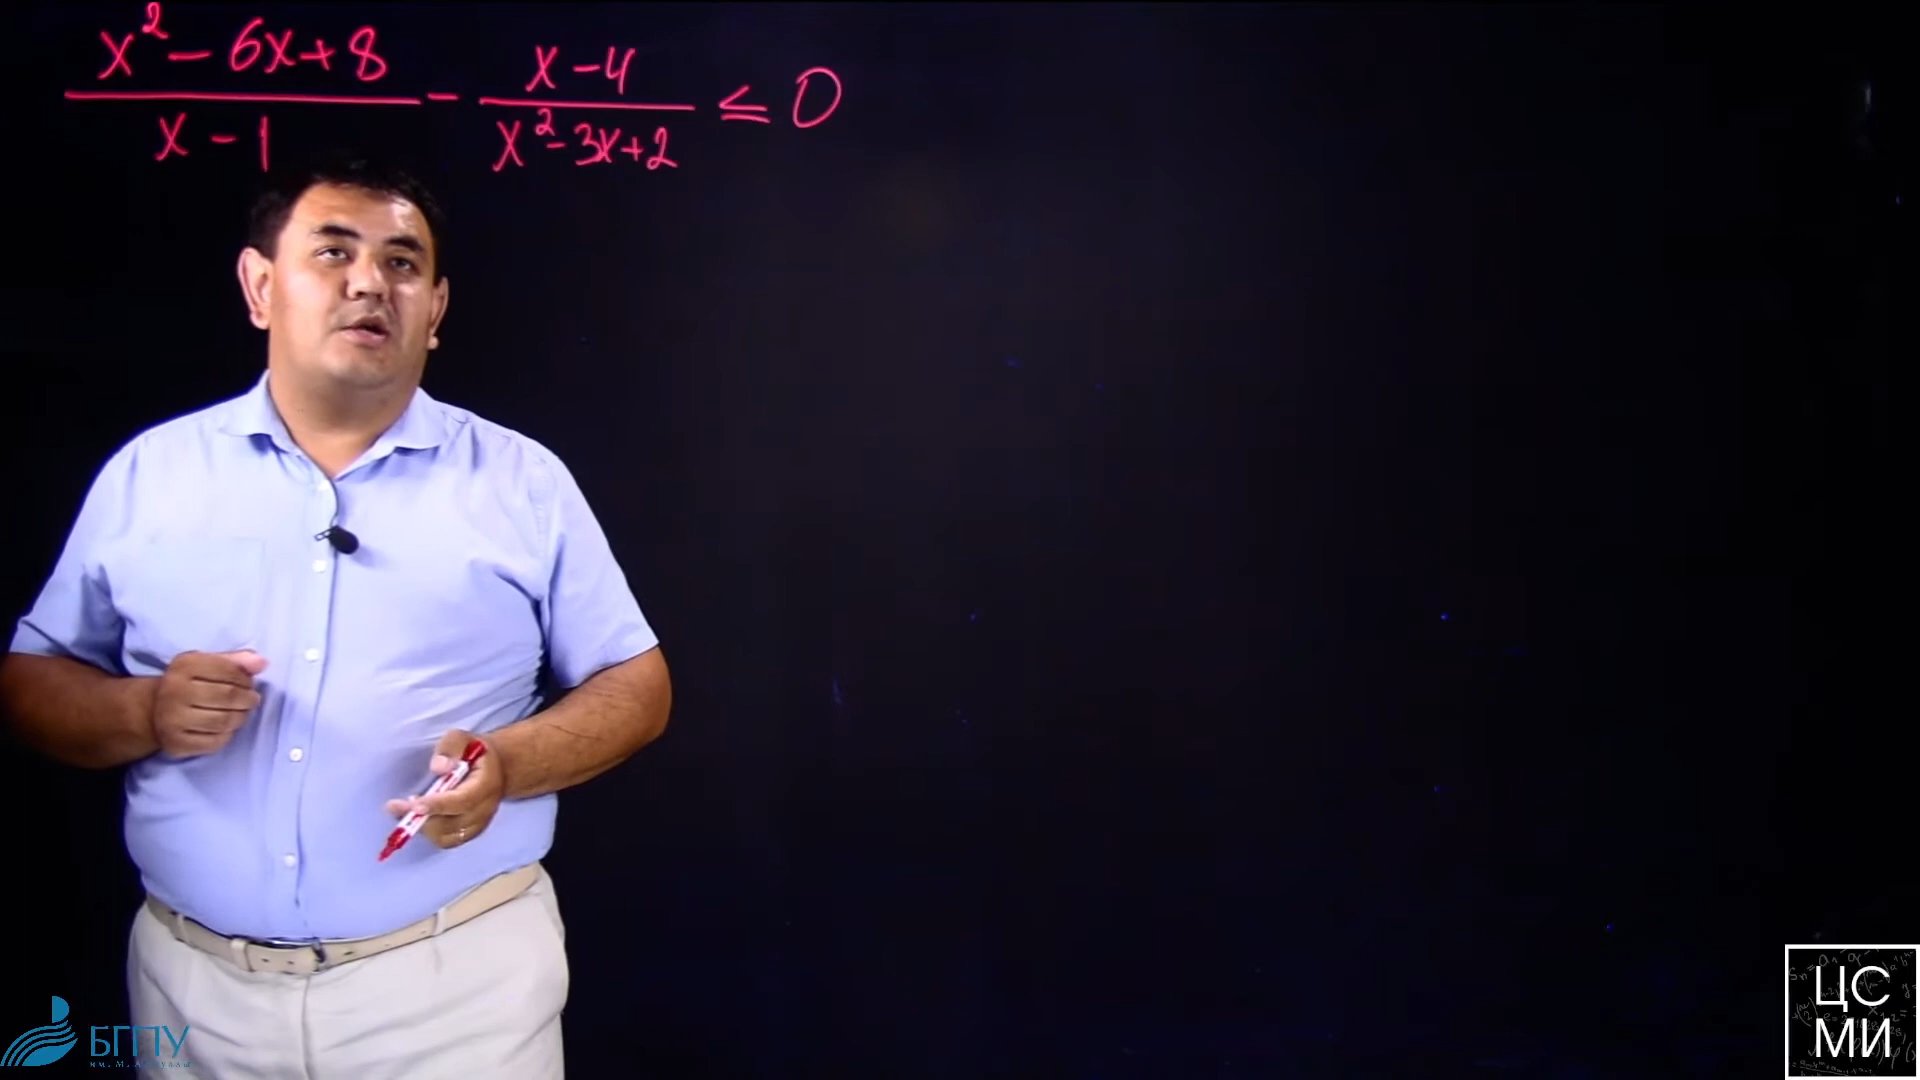 x² - 6x + 8 / x - 1 - x - 4 / x² - 3x + 2 ≤ 0
БГПУ
ЦС
МИ